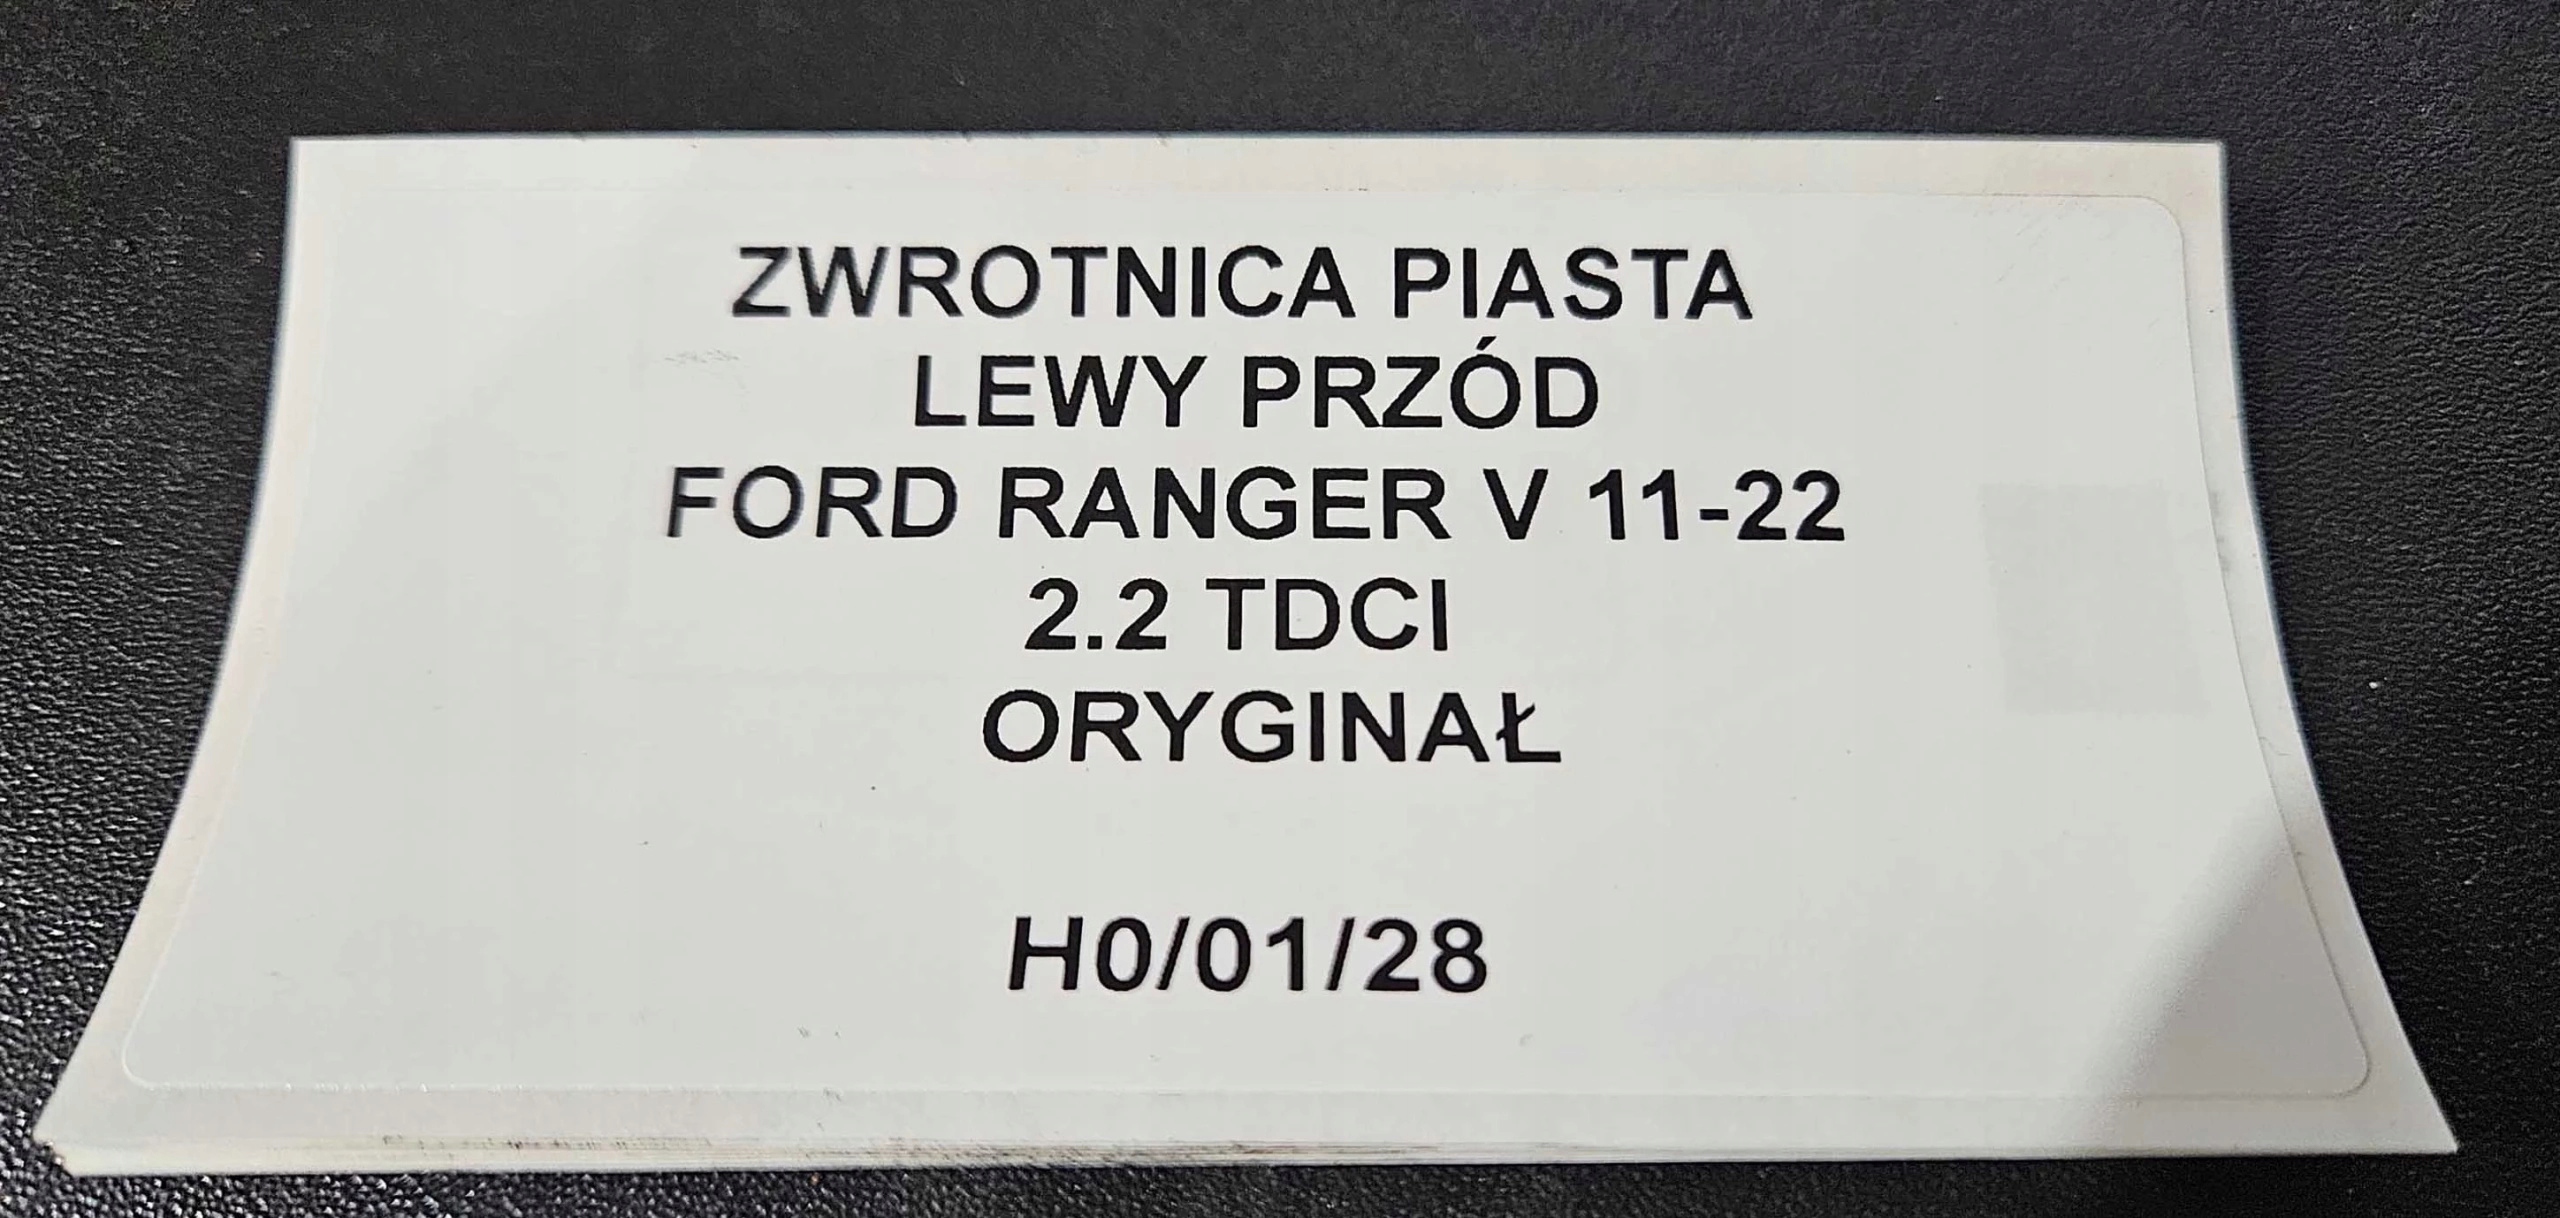 ZWROTNICA PIASTA
LEWY PRZÓD
FORD RANGER V 11-22
2.2 TDCI
ORYGINAŁ
H0/01/28